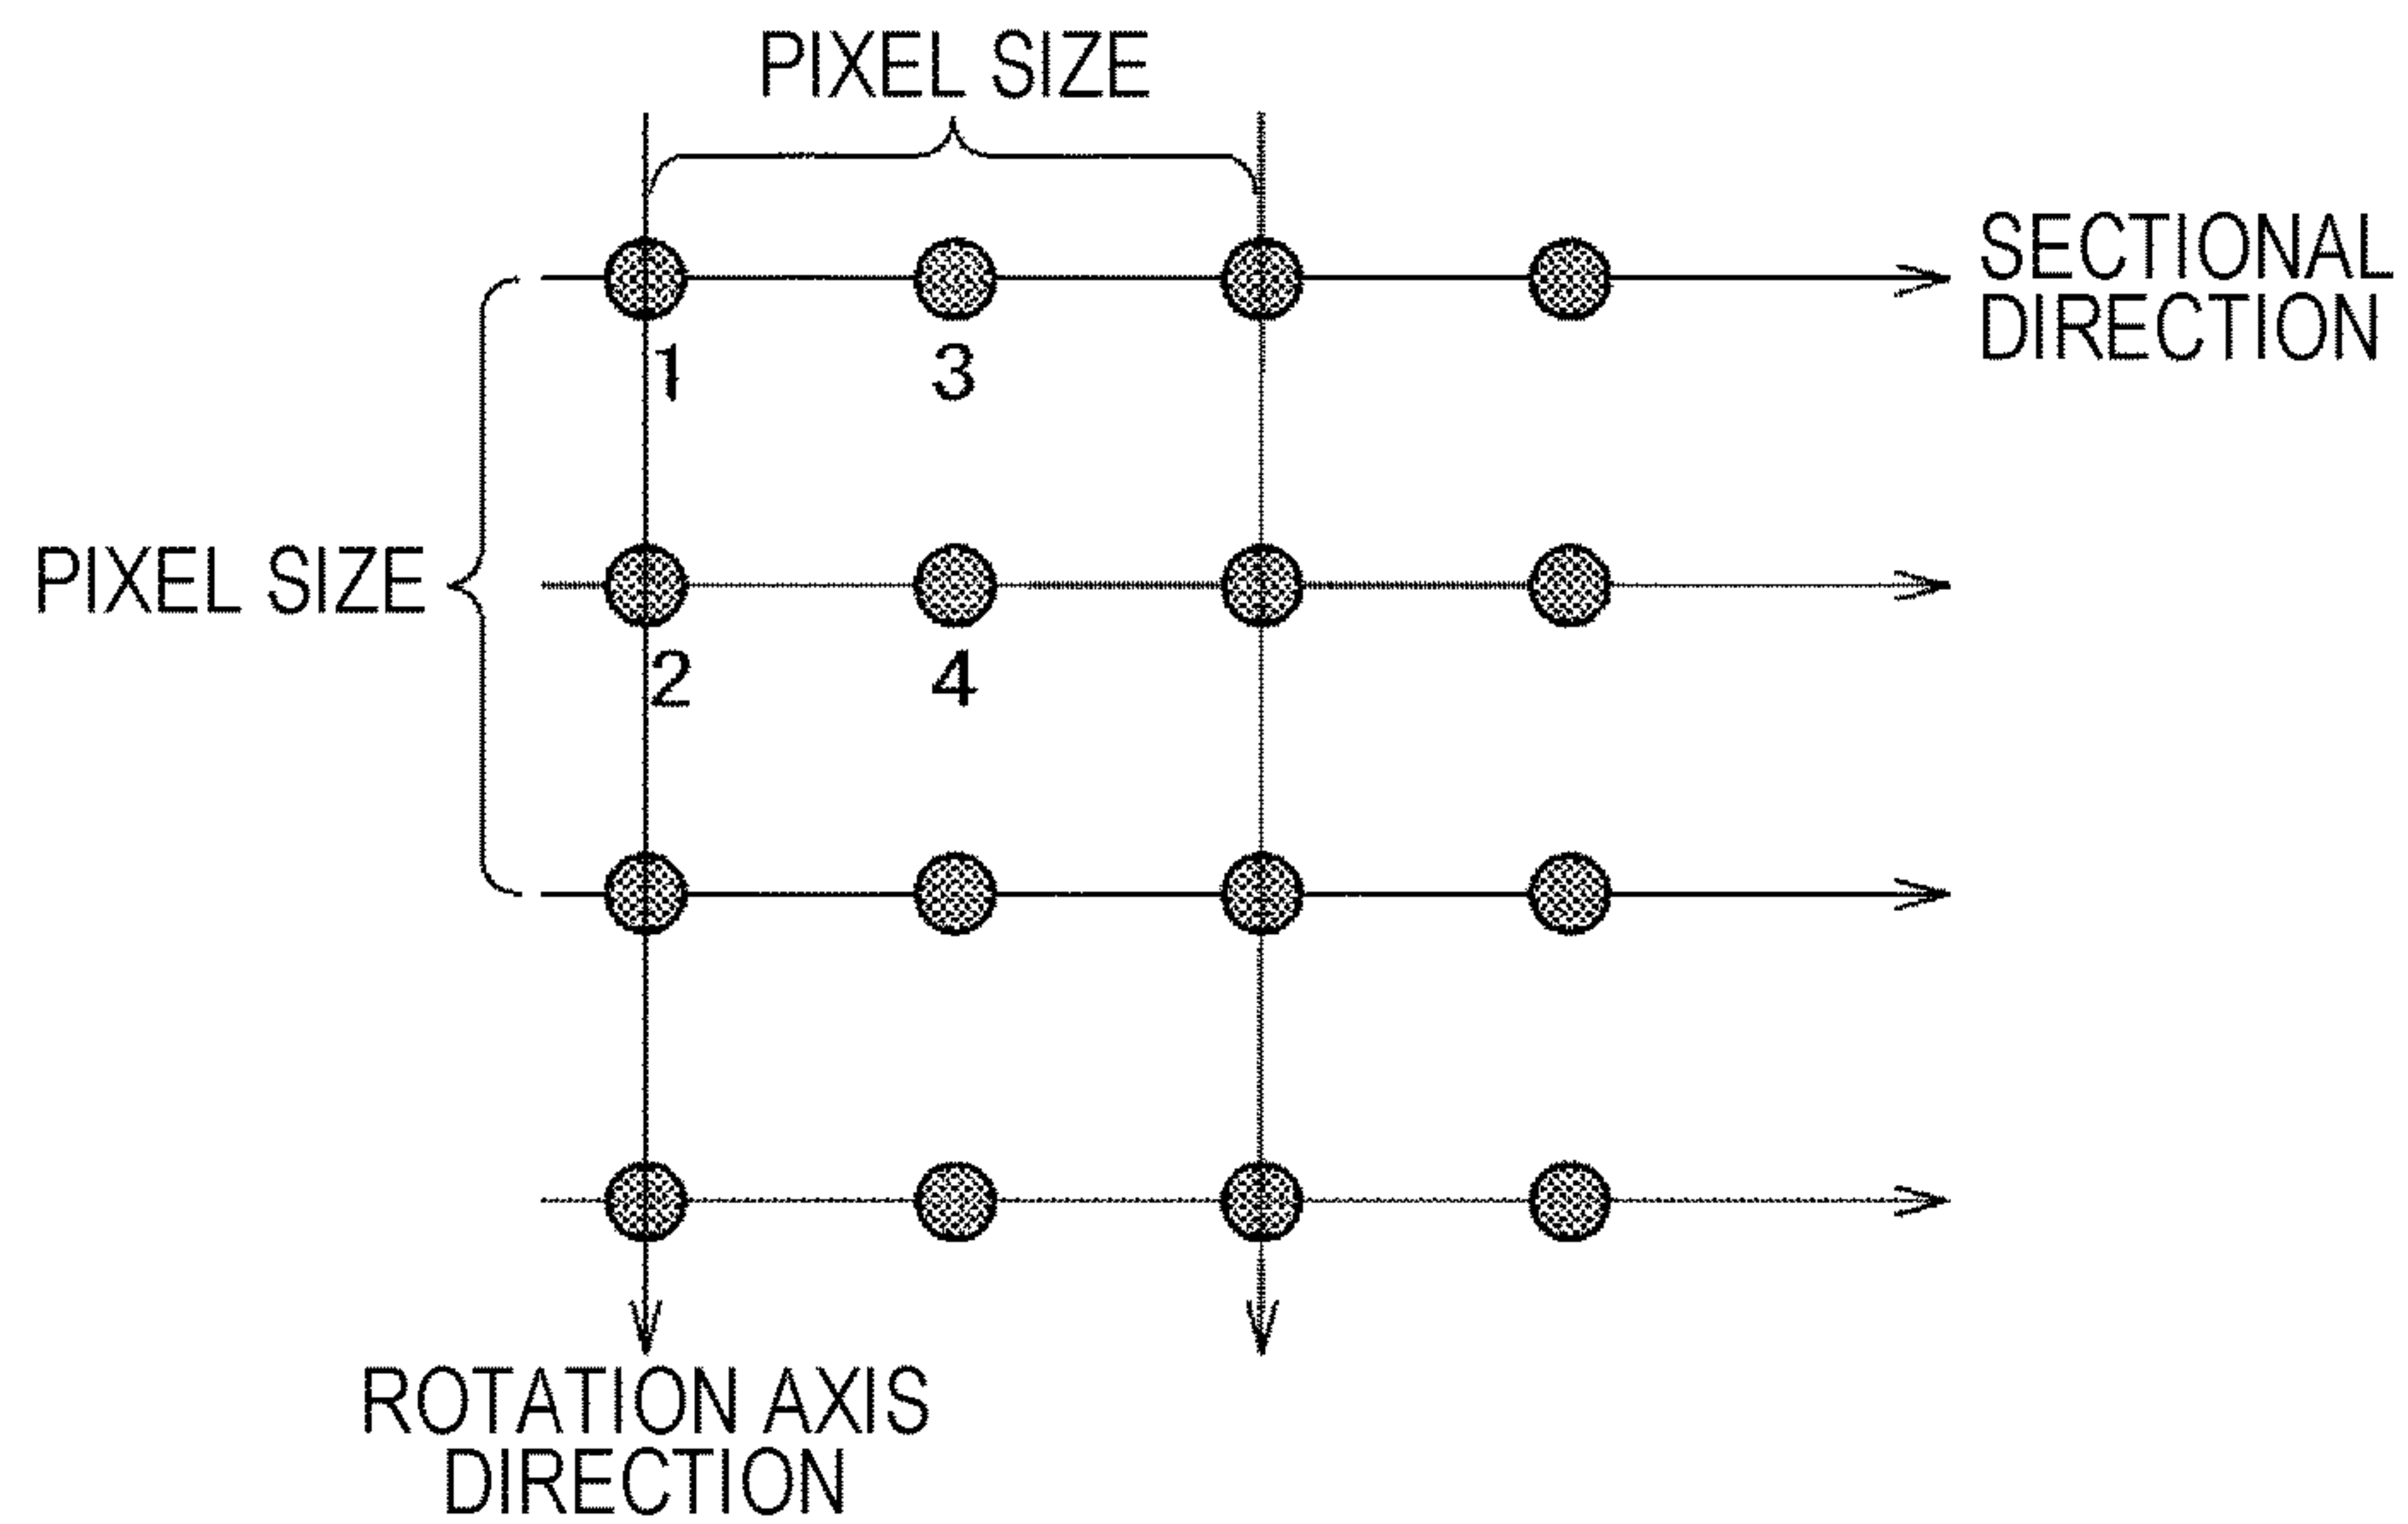 PIXEL SIZE
SECTIONAL
DIRECTION
1 3
PIXEL SIZE
2 4
ROTATION AXIS
DIRECTION